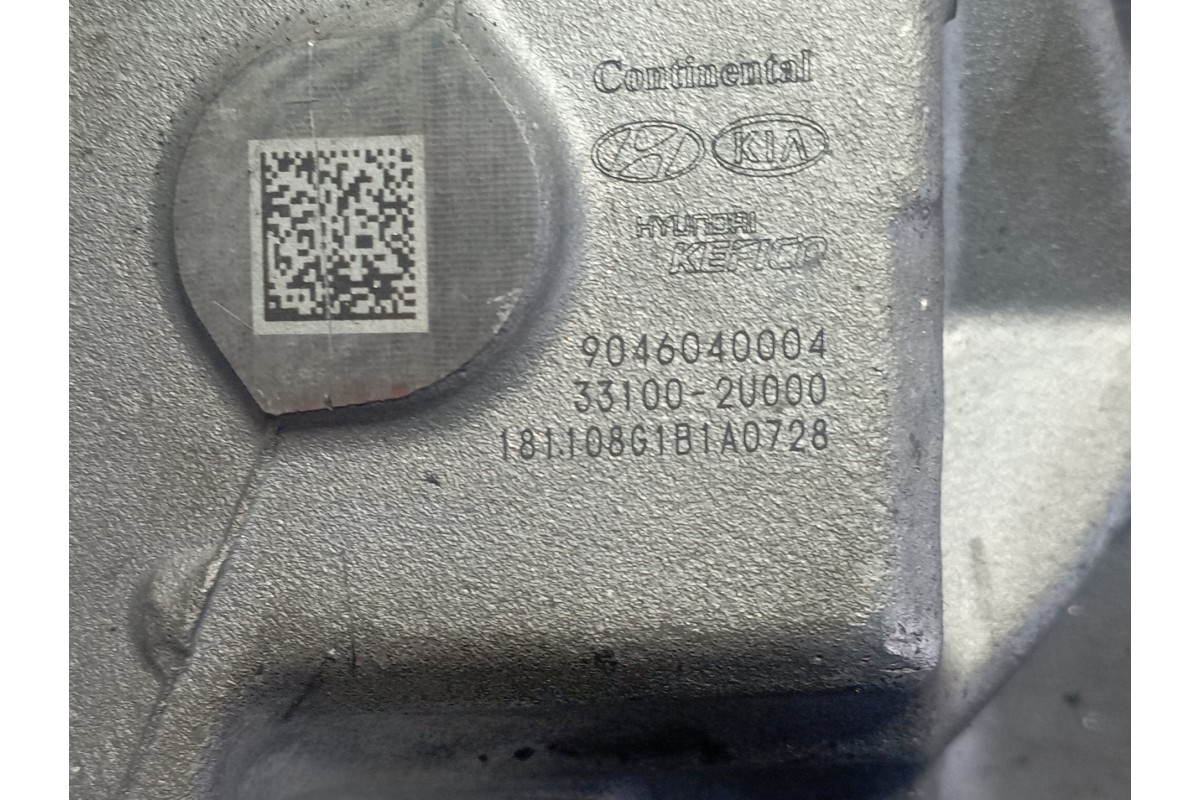 Continental
KIA
HYUNDAI
KEFICO
9046040004
33100-2U000
181108G1B1A0728